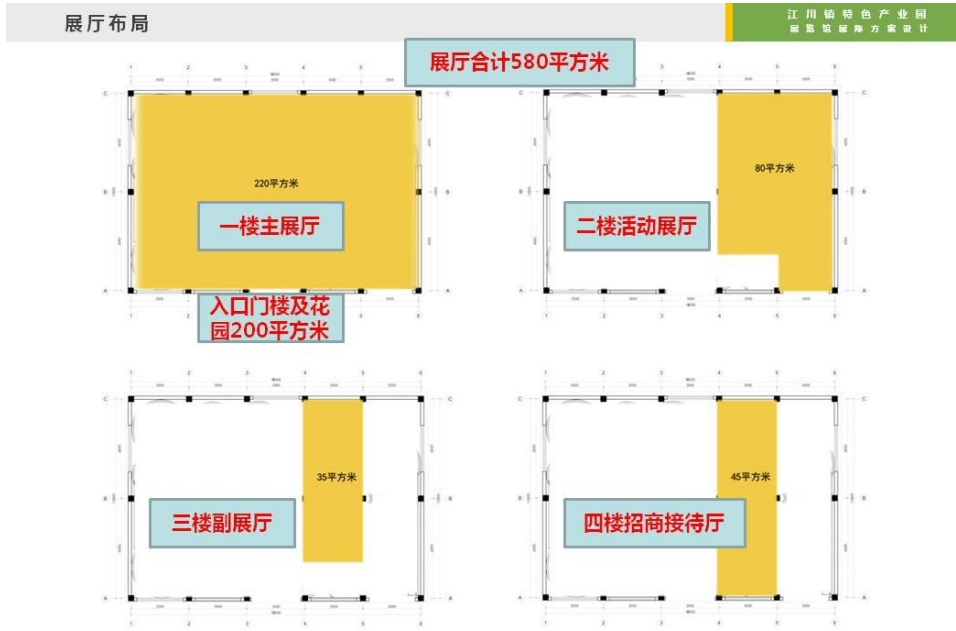 展厅布局
江川镇特色产业园
展览馆展陈方案设计
展厅合计580平方米
220平方米
一楼主展厅
入口门楼及花
园200平方米
80平方米
二楼活动展厅
35平方米
三楼副展厅
45平方米
四楼招商接待厅